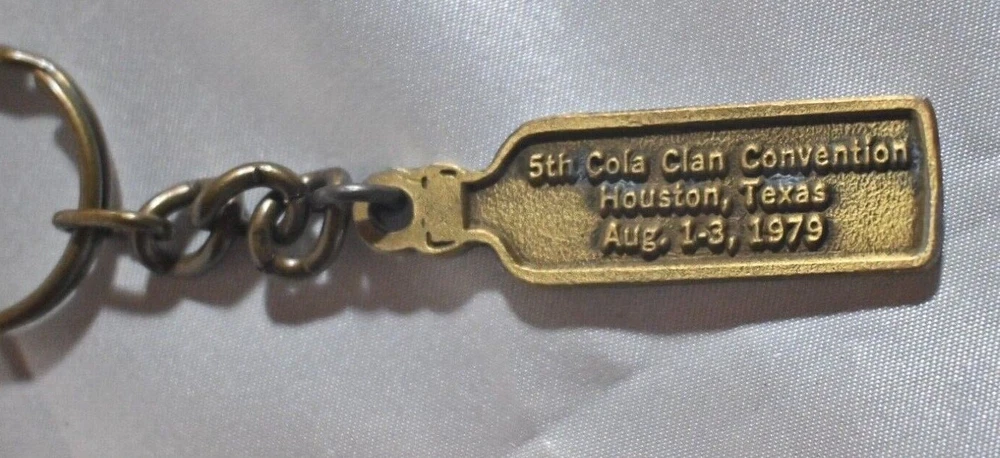 5th Cola Clan Convention
Houston, Texas
Aug. 1-3, 1979